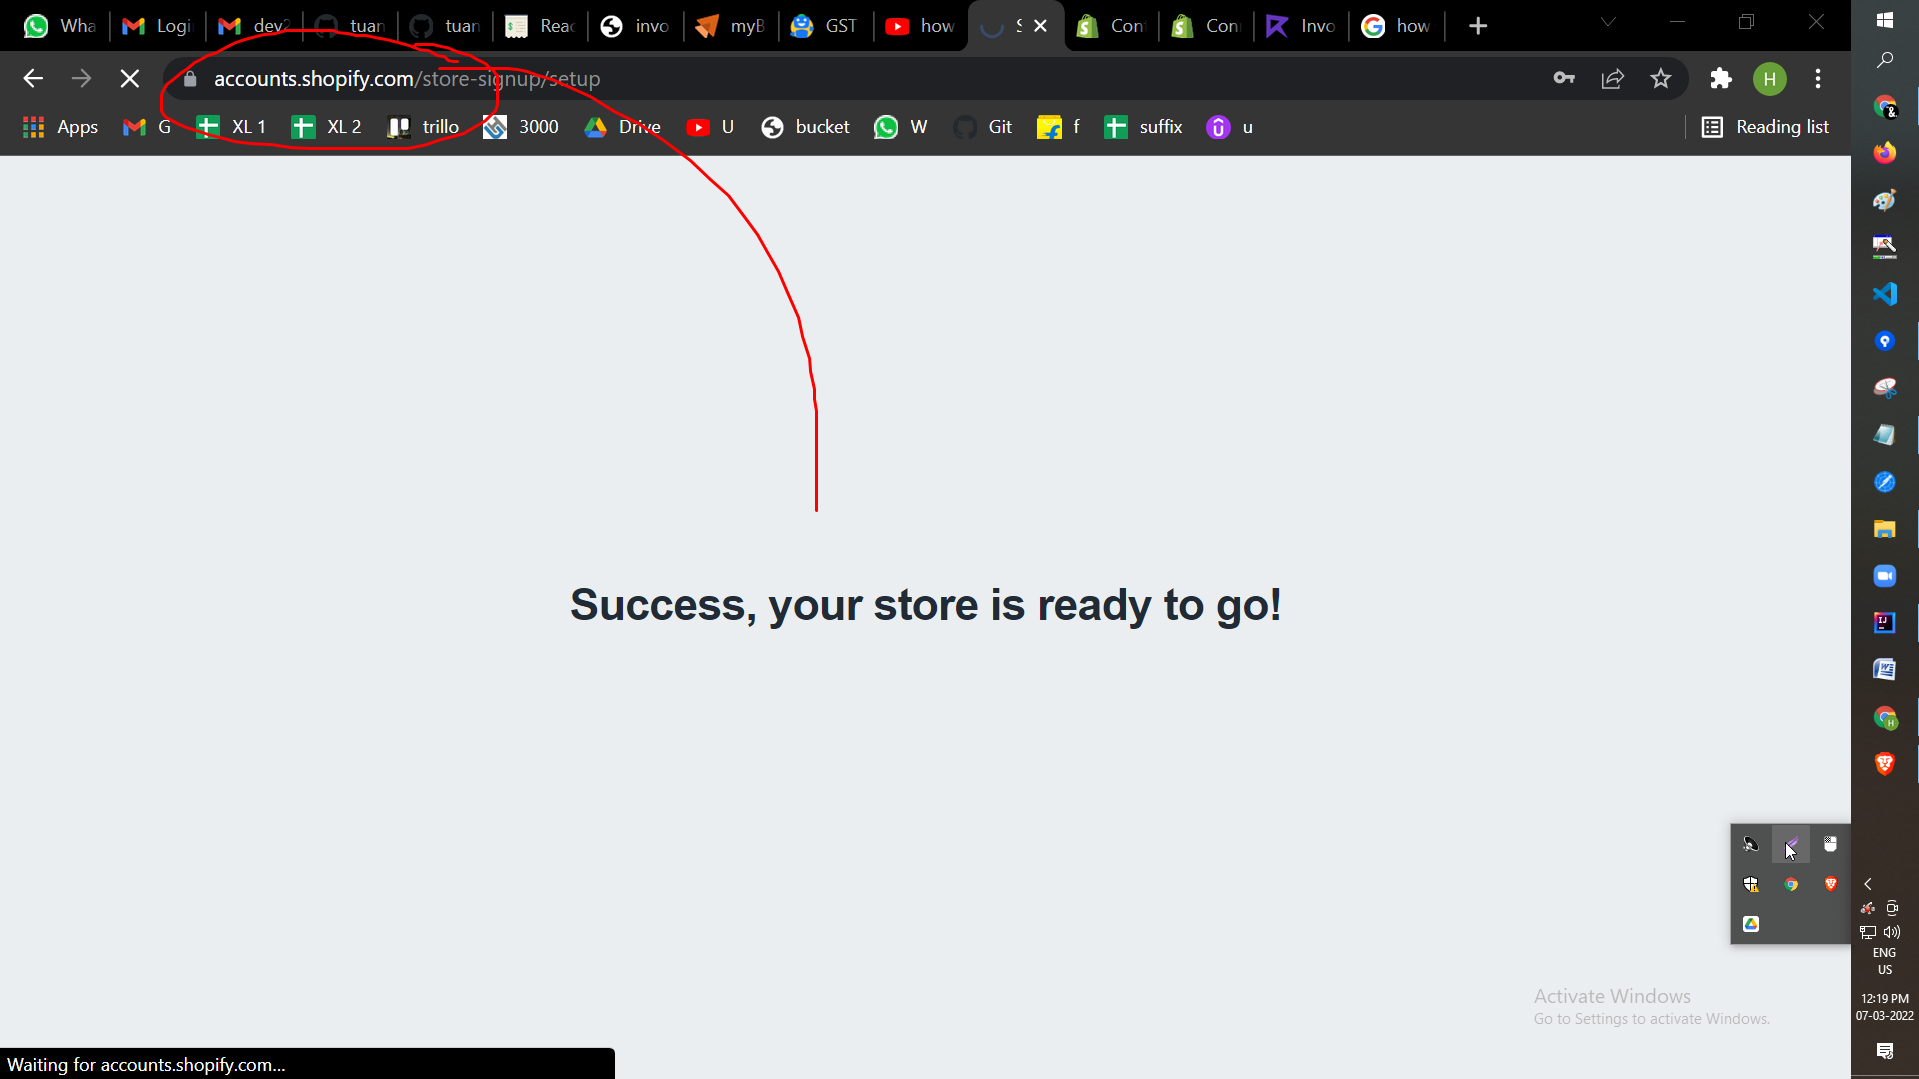 Wha
Logi
dev2
tuan
tuan
Reac
invo
myB
GST
how
S
Con
Con
Invo
how
accounts.shopify.com/store-signup/setup
H
Apps
G
XL 1
XL 2
trillo
3000
Drive
U
bucket
W
Git
f
suffix
u
Reading list
Success, your store is ready to go!
Activate Windows
Go to Settings to activate Windows.
ENG
US
12:19 PM
07-03-2022
Waiting for accounts.shopify.com...